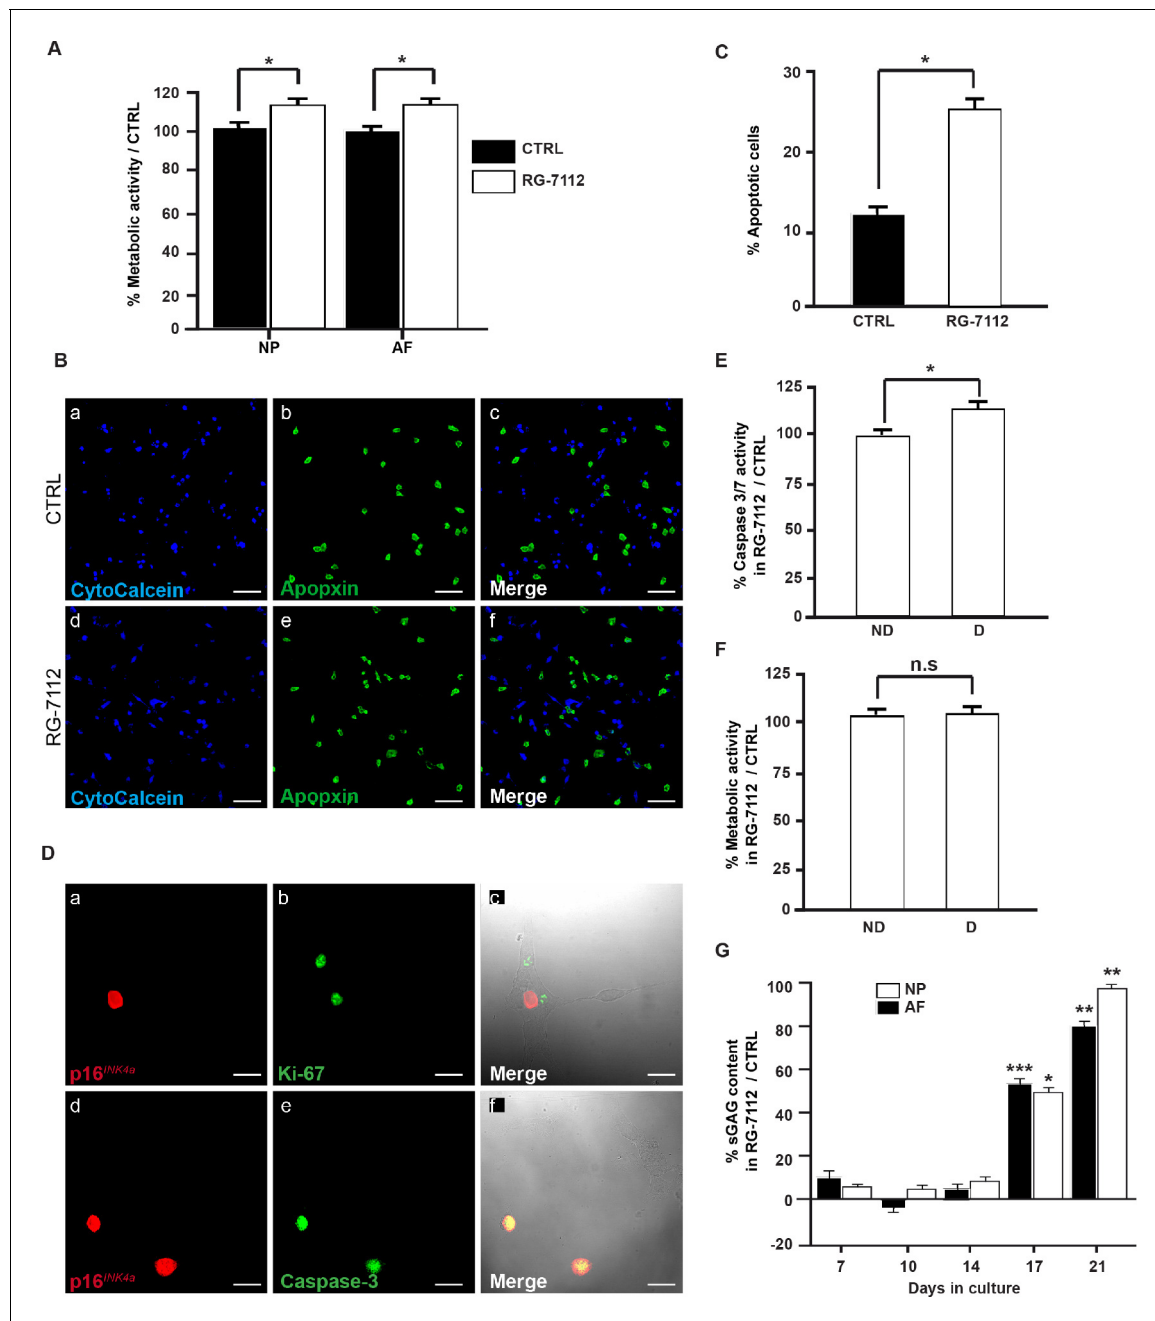 A
% Metabolic activity / CTRL
120
100
80
60
40
20
0
*
*
NP
AF
CTRL
RG-7112
B
CTRL
a
CytoCalcein
b
Apopxin
c
Merge
RG-7112
d
CytoCalcein
e
Apopxin
f
Merge
D
a
p16INK4a
b
Ki-67
c
Merge
d
p16INK4a
e
Caspase-3
f
Merge
C
% Apoptotic cells
30
20
10
0
*
CTRL
RG-7112
E
% Caspase 3/7 activity
in RG-7112 / CTRL
125
100
75
50
25
0
*
ND
D
F
% Metabolic activity
in RG-7112 / CTRL
125
100
75
50
25
0
n.s
ND
D
G
% sGAG content
in RG-7112 / CTRL
100
80
60
40
20
0
-20
NP
AF
***
*
**
**
7
10
14
17
21
Days in culture